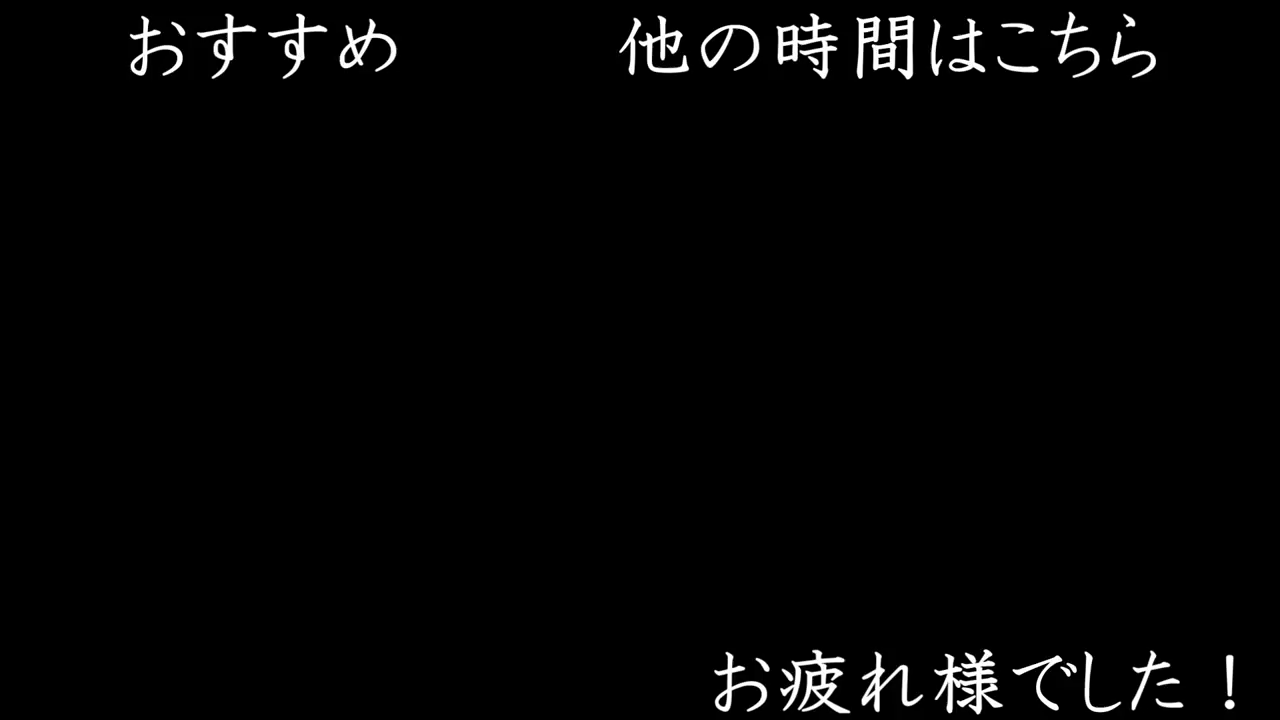 おすすめ
他の時間はこちら
お疲れ様でした！